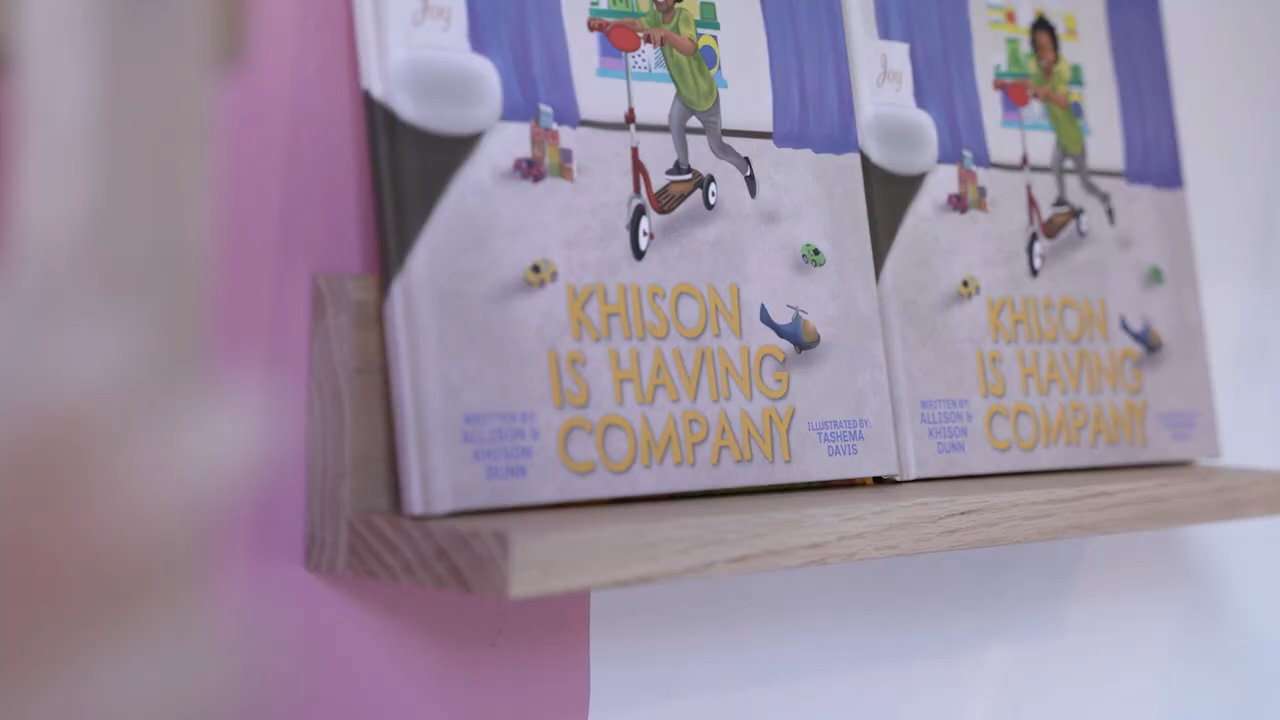 Joy
KHISON
IS HAVING
COMPANY
WRITTEN BY:
ALLISON &
KHISON
DUNN
ILLUSTRATED BY:
TASHEMA
DAVIS
Joy
KHISON
IS HAVING
COMPANY
WRITTEN BY:
ALLISON &
KHISON
DUNN